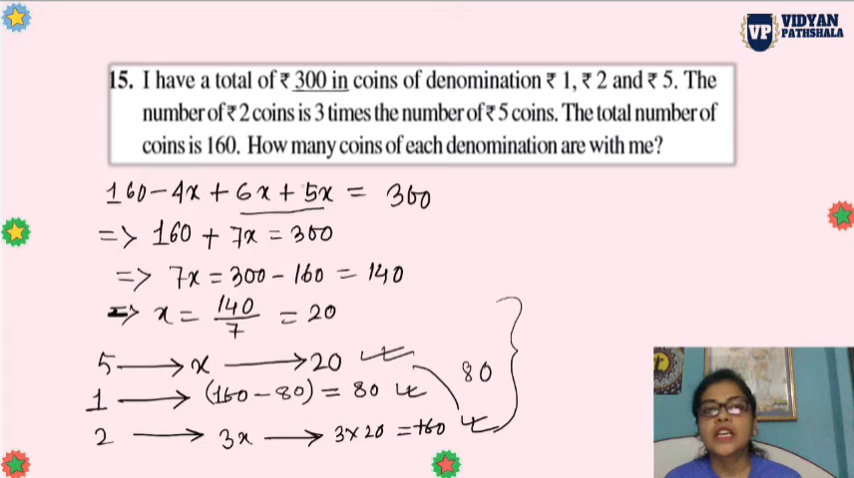 VIDYAN
VP PATHSHALA
15. I have a total of ₹ 300 in coins of denomination ₹ 1, ₹ 2 and ₹ 5. The
number of ₹ 2 coins is 3 times the number of ₹ 5 coins. The total number of
coins is 160. How many coins of each denomination are with me?
160 - 4x + 6x + 5x = 300
=> 160 + 7x = 300
=> 7x = 300 - 160 = 140
=> x = 140/7 = 20
5 → x → 20
80
1 → (160 - 80) = 80
2 → 3x → 3 x 20 = 60